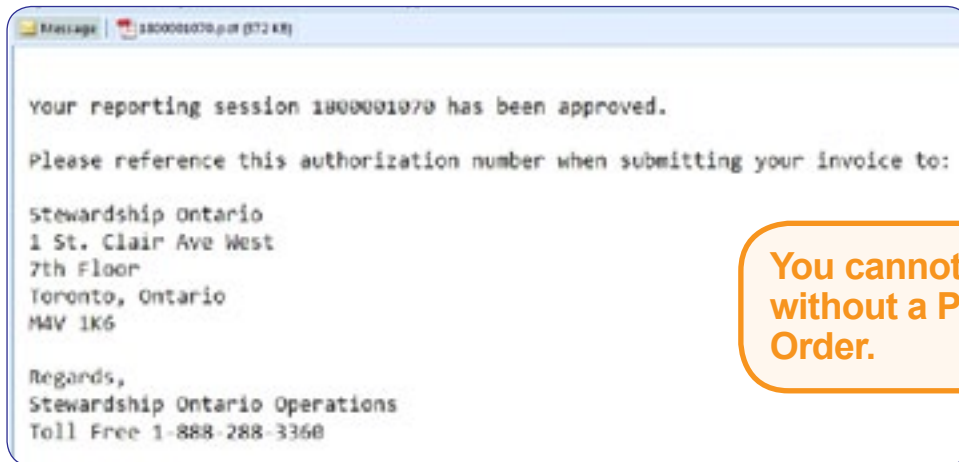 Message 1800001070.pdf (972 KB)
Your reporting session 1800001070 has been approved.
Please reference this authorization number when submitting your invoice to:
Stewardship Ontario
1 St. Clair Ave West
7th Floor
Toronto, Ontario
M4V 1K6
Regards,
Stewardship Ontario Operations
Toll Free 1-888-288-3360
You cannot
without a P
Order.